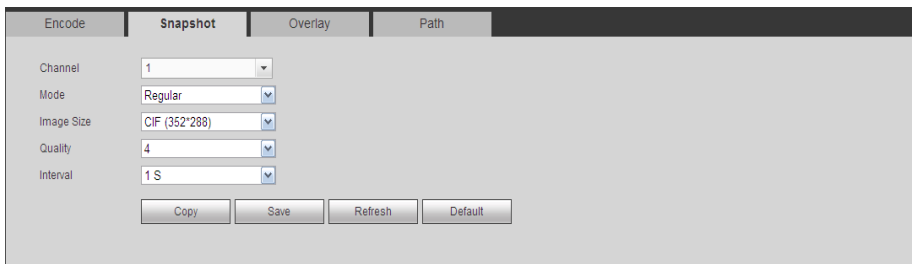 Encode Snapshot Overlay Path
Channel 1
Mode Regular
Image Size CIF (352*288)
Quality 4
Interval 1 S
Copy Save Refresh Default